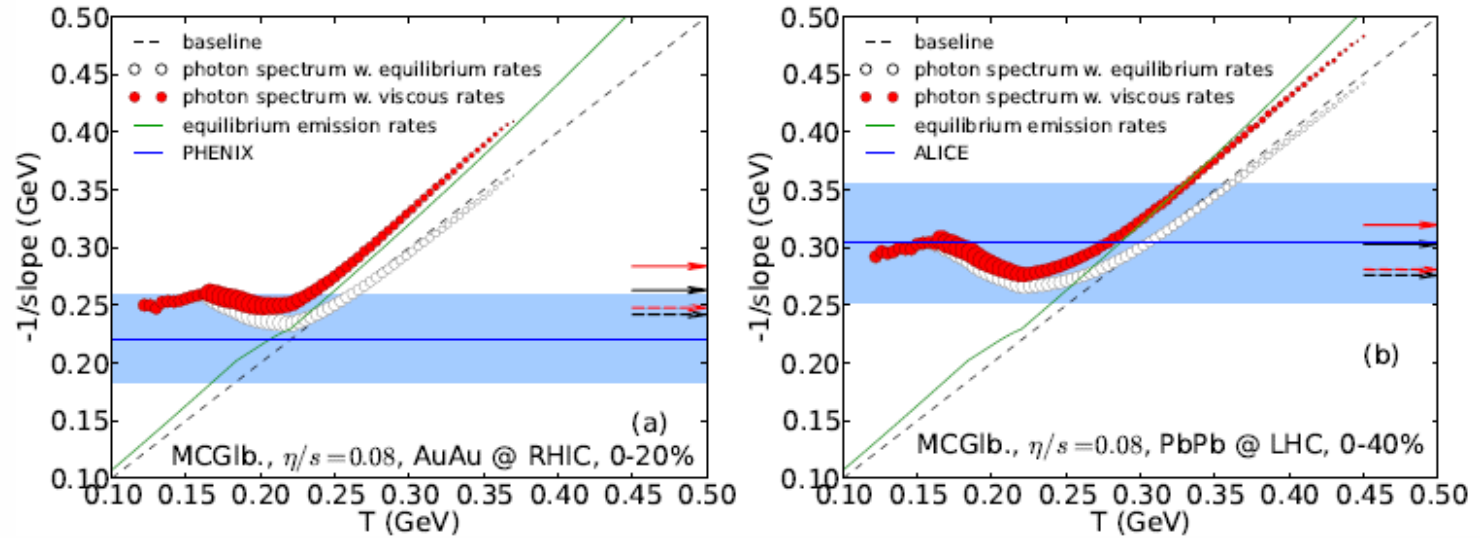 0.50
0.45
0.40
0.35
0.30
0.25
0.20
0.15
0.10
-1/slope (GeV)
baseline
photon spectrum w. equilibrium rates
photon spectrum w. viscous rates
equilibrium emission rates
PHENIX
(a)
MCGlb., η/s=0.08, AuAu @ RHIC, 0-20%
0.10 0.15 0.20 0.25 0.30 0.35 0.40 0.45 0.50
T (GeV)
0.50
0.45
0.40
0.35
0.30
0.25
0.20
0.15
0.10
-1/slope (GeV)
baseline
photon spectrum w. equilibrium rates
photon spectrum w. viscous rates
equilibrium emission rates
ALICE
(b)
MCGlb., η/s=0.08, PbPb @ LHC, 0-40%
0.10 0.15 0.20 0.25 0.30 0.35 0.40 0.45 0.50
T (GeV)